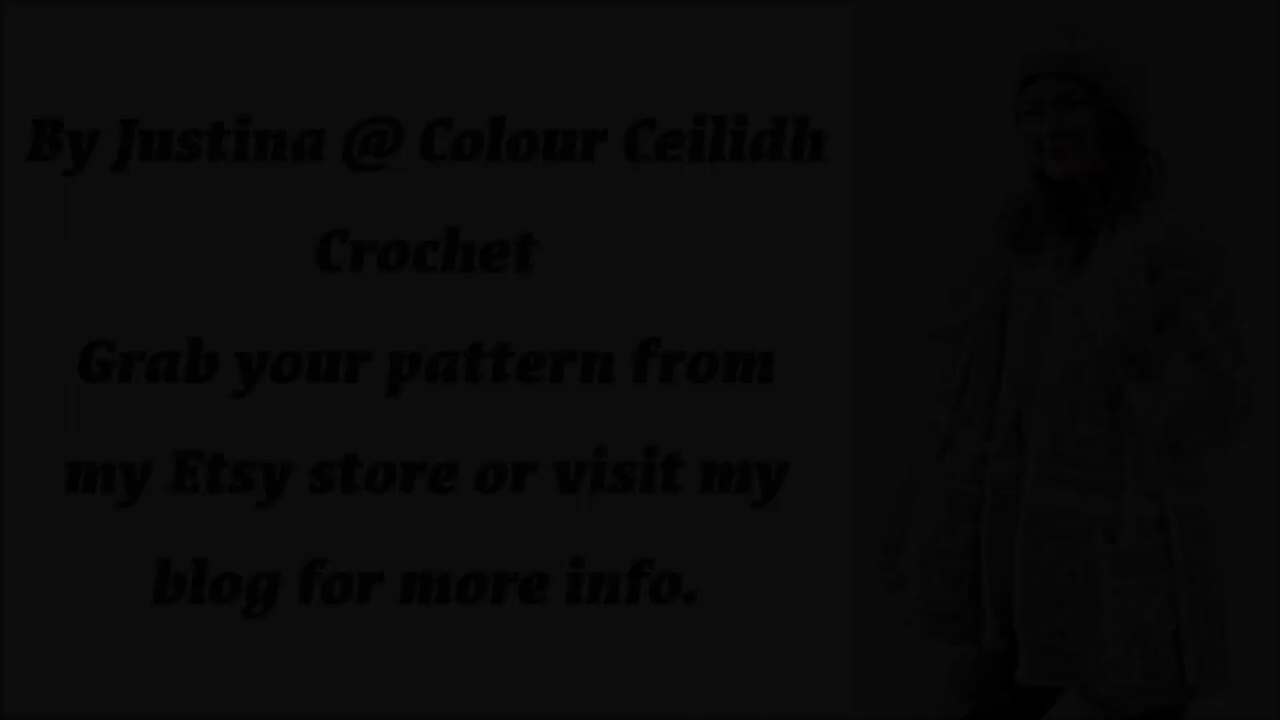 By Justina @ Colour Ceilidh
Crochet
Grab your pattern from
my Etsy store or visit my
blog for more info.